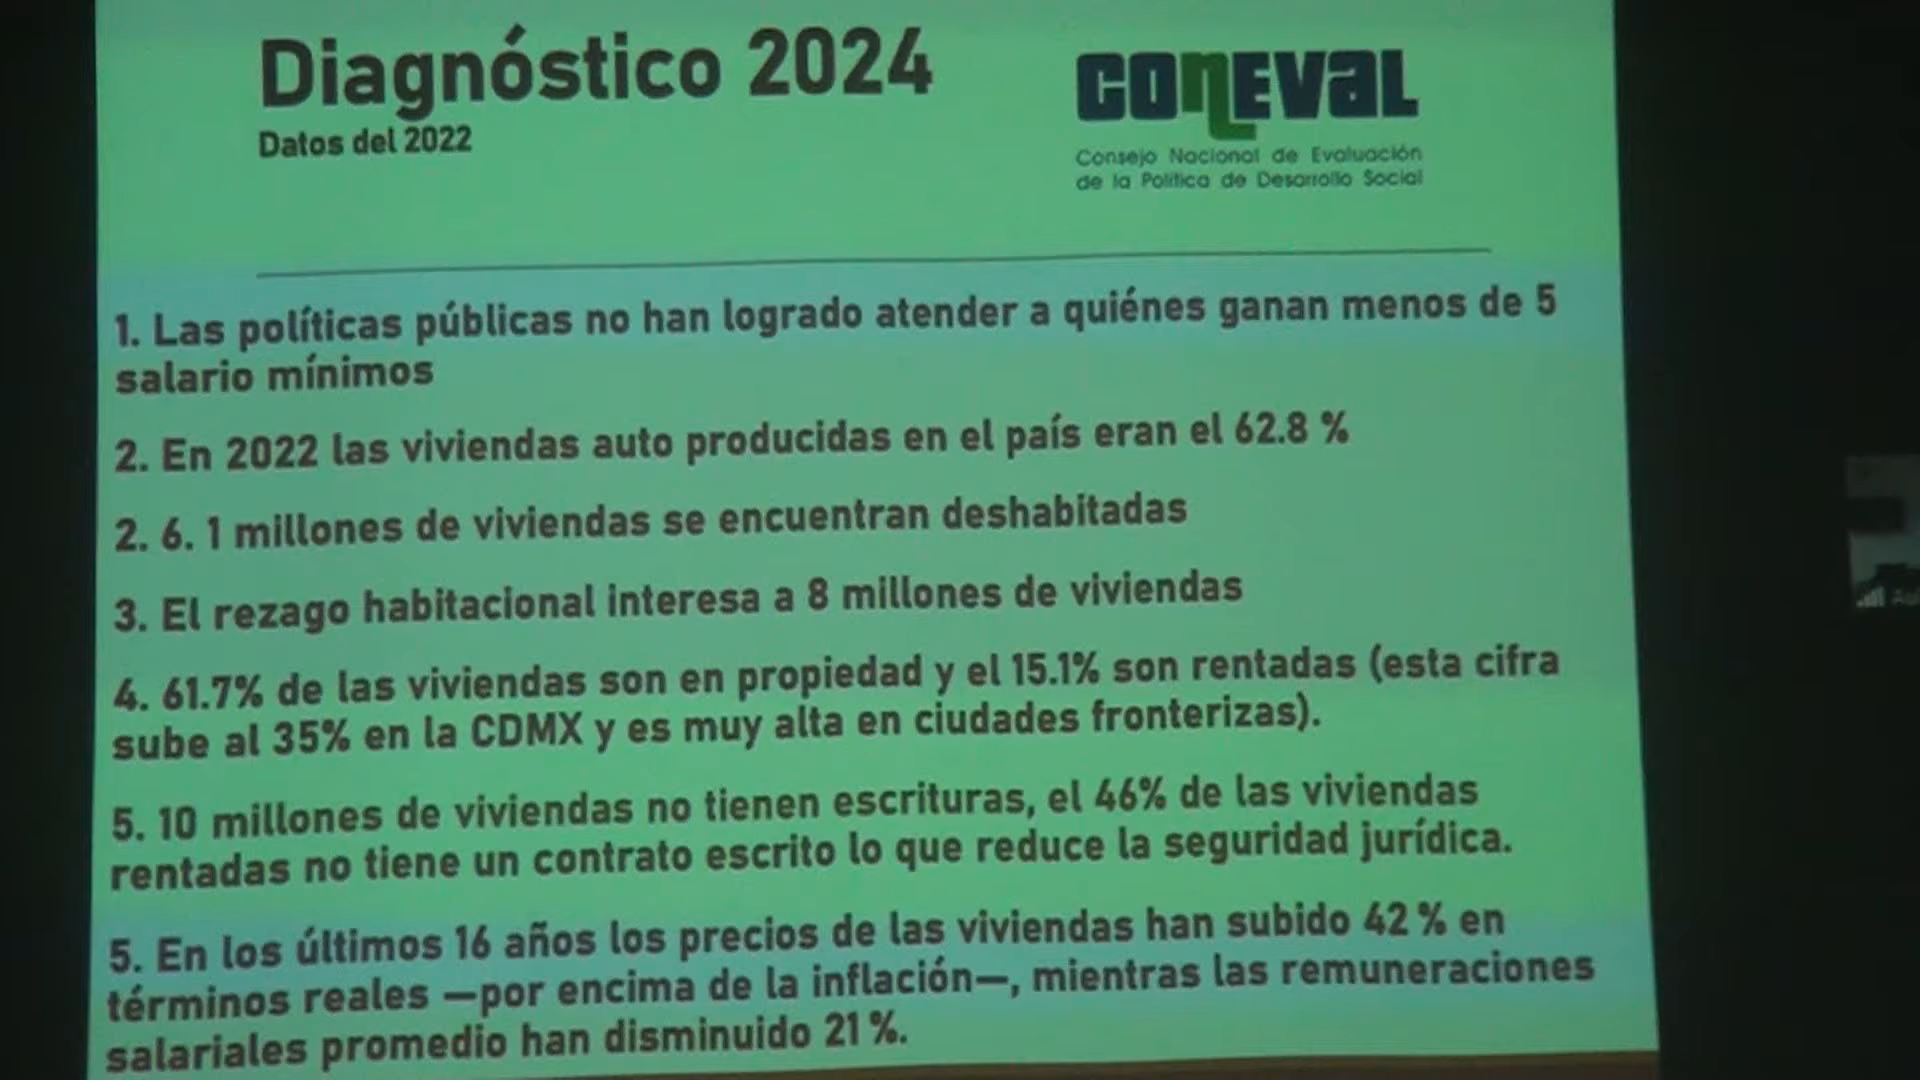 Diagnóstico 2024
Datos del 2022
CONEVAL
Consejo Nacional de Evaluación
de la Política de Desarrollo Social
1. Las políticas públicas no han logrado atender a quiénes ganan menos de 5
salario mínimos
2. En 2022 las viviendas auto producidas en el país eran el 62.8 %
2. 6. 1 millones de viviendas se encuentran deshabitadas
3. El rezago habitacional interesa a 8 millones de viviendas
4. 61.7% de las viviendas son en propiedad y el 15.1% son rentadas (esta cifra
sube al 35% en la CDMX y es muy alta en ciudades fronterizas).
5. 10 millones de viviendas no tienen escrituras, el 46% de las viviendas
rentadas no tiene un contrato escrito lo que reduce la seguridad jurídica.
5. En los últimos 16 años los precios de las viviendas han subido 42 % en
términos reales —por encima de la inflación—, mientras las remuneraciones
salariales promedio han disminuido 21 %.